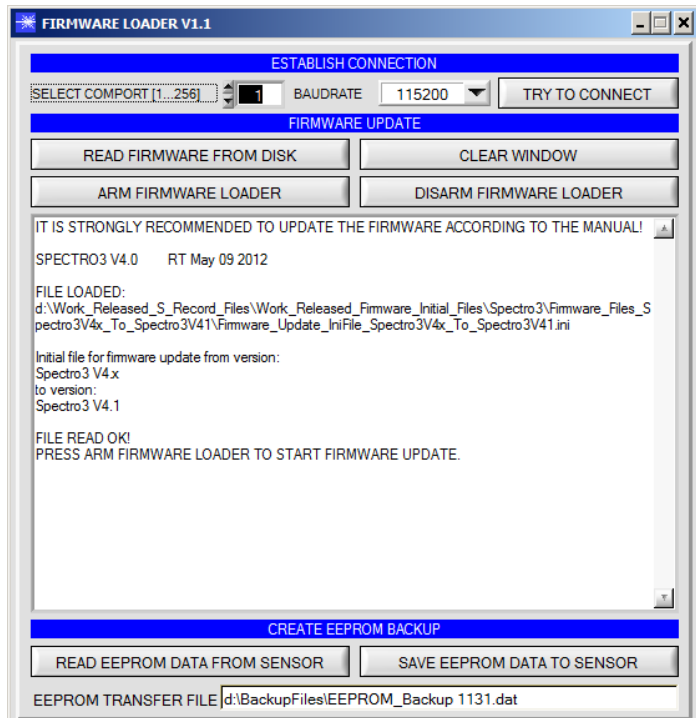 FIRMWARE LOADER V1.1
ESTABLISH CONNECTION
SELECT COMPORT [1...256] 1 BAUDRATE 115200 TRY TO CONNECT
FIRMWARE UPDATE
READ FIRMWARE FROM DISK CLEAR WINDOW
ARM FIRMWARE LOADER DISARM FIRMWARE LOADER
IT IS STRONGLY RECOMMENDED TO UPDATE THE FIRMWARE ACCORDING TO THE MANUAL!
SPECTRO3 V4.0 RT May 09 2012
FILE LOADED:
d:\Work_Released_S_Record_Files\Work_Released_Firmware_Initial_Files\Spectro3\Firmware_Files_S
pectro3V4x_To_Spectro3V41\Firmware_Update_IniFile_Spectro3V4x_To_Spectro3V41.ini
Initial file for firmware update from version:
Spectro3 V4.x
to version:
Spectro3 V4.1
FILE READ OK!
PRESS ARM FIRMWARE LOADER TO START FIRMWARE UPDATE.
CREATE EEPROM BACKUP
READ EEPROM DATA FROM SENSOR SAVE EEPROM DATA TO SENSOR
EEPROM TRANSFER FILE d:\BackupFiles\EEPROM_Backup 1131.dat